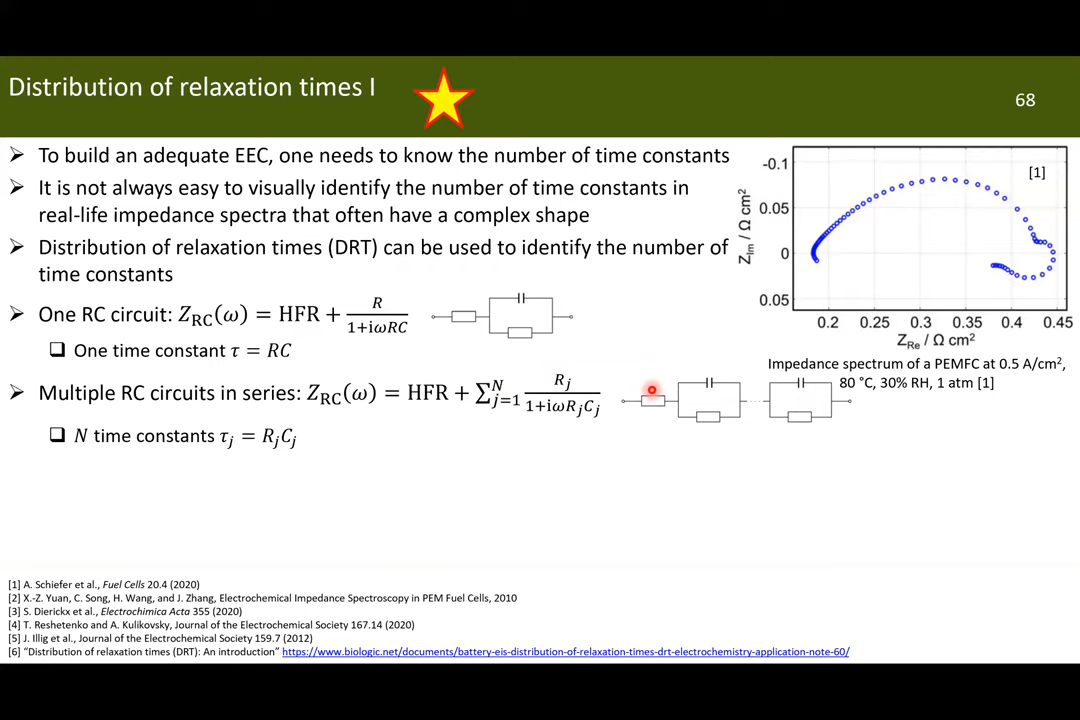 Distribution of relaxation times I
68
➢ To build an adequate EEC, one needs to know the number of time constants
➢ It is not always easy to visually identify the number of time constants in
real-life impedance spectra that often have a complex shape
➢ Distribution of relaxation times (DRT) can be used to identify the number of
time constants
➢ One RC circuit: Z_RC(ω) = HFR + R/(1+iωRC)
❑ One time constant τ = RC
➢ Multiple RC circuits in series: Z_RC(ω) = HFR + ∑_{j=1}^{N} R_j/(1+iωR_jC_j)
❑ N time constants τ_j = R_jC_j
[1]
-0.1
0.05
0
0.05
Z_Im / Ω cm²
0.2 0.25 0.3 0.35 0.4 0.45
Z_Re / Ω cm²
Impedance spectrum of a PEMFC at 0.5 A/cm²,
80 °C, 30% RH, 1 atm [1]
[1] A. Schiefer et al., Fuel Cells 20.4 (2020)
[2] X.-Z. Yuan, C. Song, H. Wang, and J. Zhang, Electrochemical Impedance Spectroscopy in PEM Fuel Cells, 2010
[3] S. Dierickx et al., Electrochimica Acta 355 (2020)
[4] T. Reshetenko and A. Kulikovsky, Journal of the Electrochemical Society 167.14 (2020)
[5] J. Illig et al., Journal of the Electrochemical Society 159.7 (2012)
[6] “Distribution of relaxation times (DRT): An introduction” https://www.biologic.net/documents/battery-eis-distribution-of-relaxation-times-drt-electrochemistry-application-note-60/